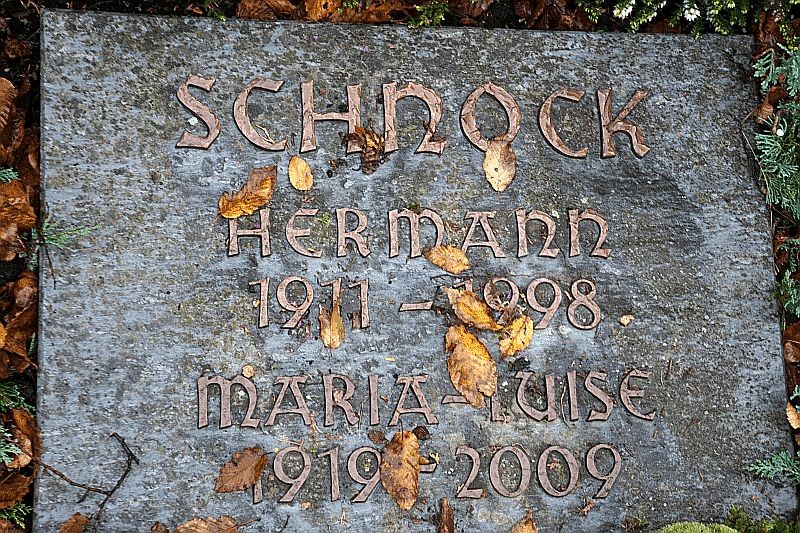 SCHNOCK
HERMANN
1911 – 1998
MARIA-LUISE
1919 – 2009